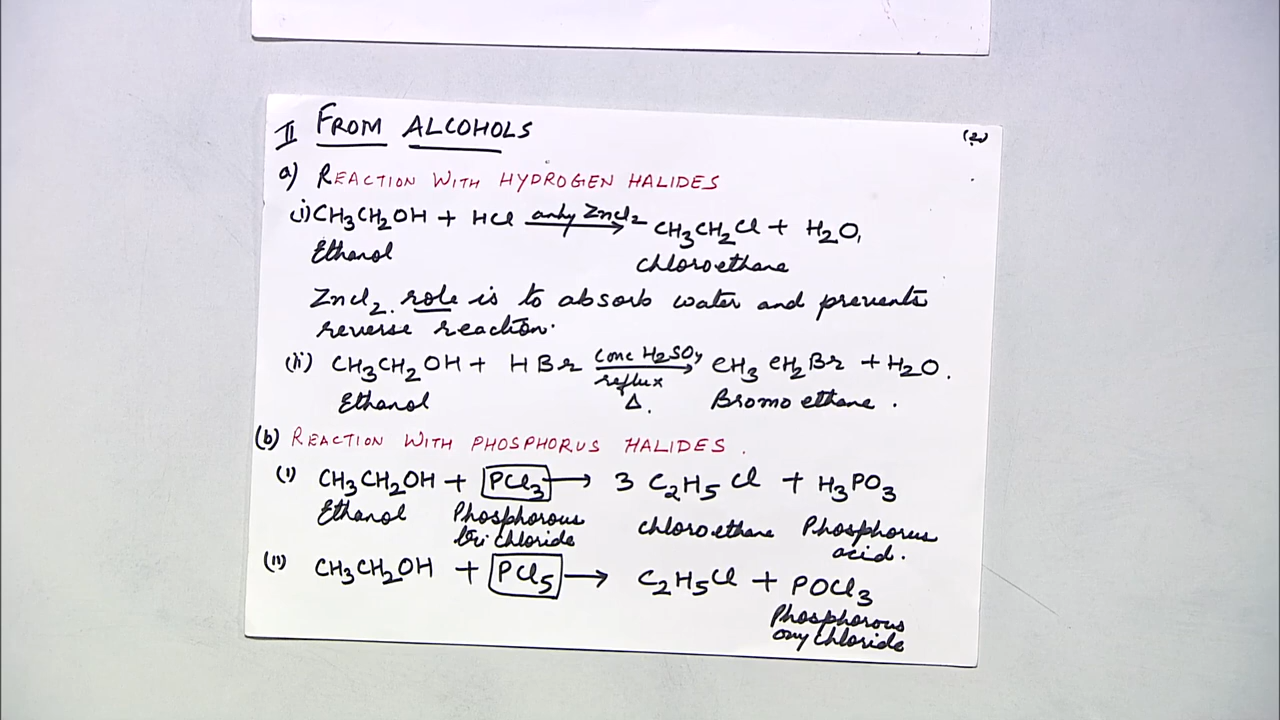 II FROM ALCOHOLS (2)
a) REACTION WITH HYDROGEN HALIDES
(i) CH3CH2OH + HCl anhy ZnCl2 → CH3CH2Cl + H2O,
Ethanol Chloroethane
ZnCl2. role is to absorb water and prevents
reverse reaction.
(ii) CH3CH2OH + HBr Conc H2SO4 reflux Δ. → CH3CH2Br + H2O.
Ethanol Bromoethane.
(b) REACTION WITH PHOSPHORUS HALIDES.
(i) CH3CH2OH + PCl3 → 3 C2H5Cl + H3PO3
Ethanol Phosphorous chloroethane Phosphorus
tri chloride acid.
(ii) CH3CH2OH + PCl5 → C2H5Cl + POCl3
Phosphorous
oxy chloride